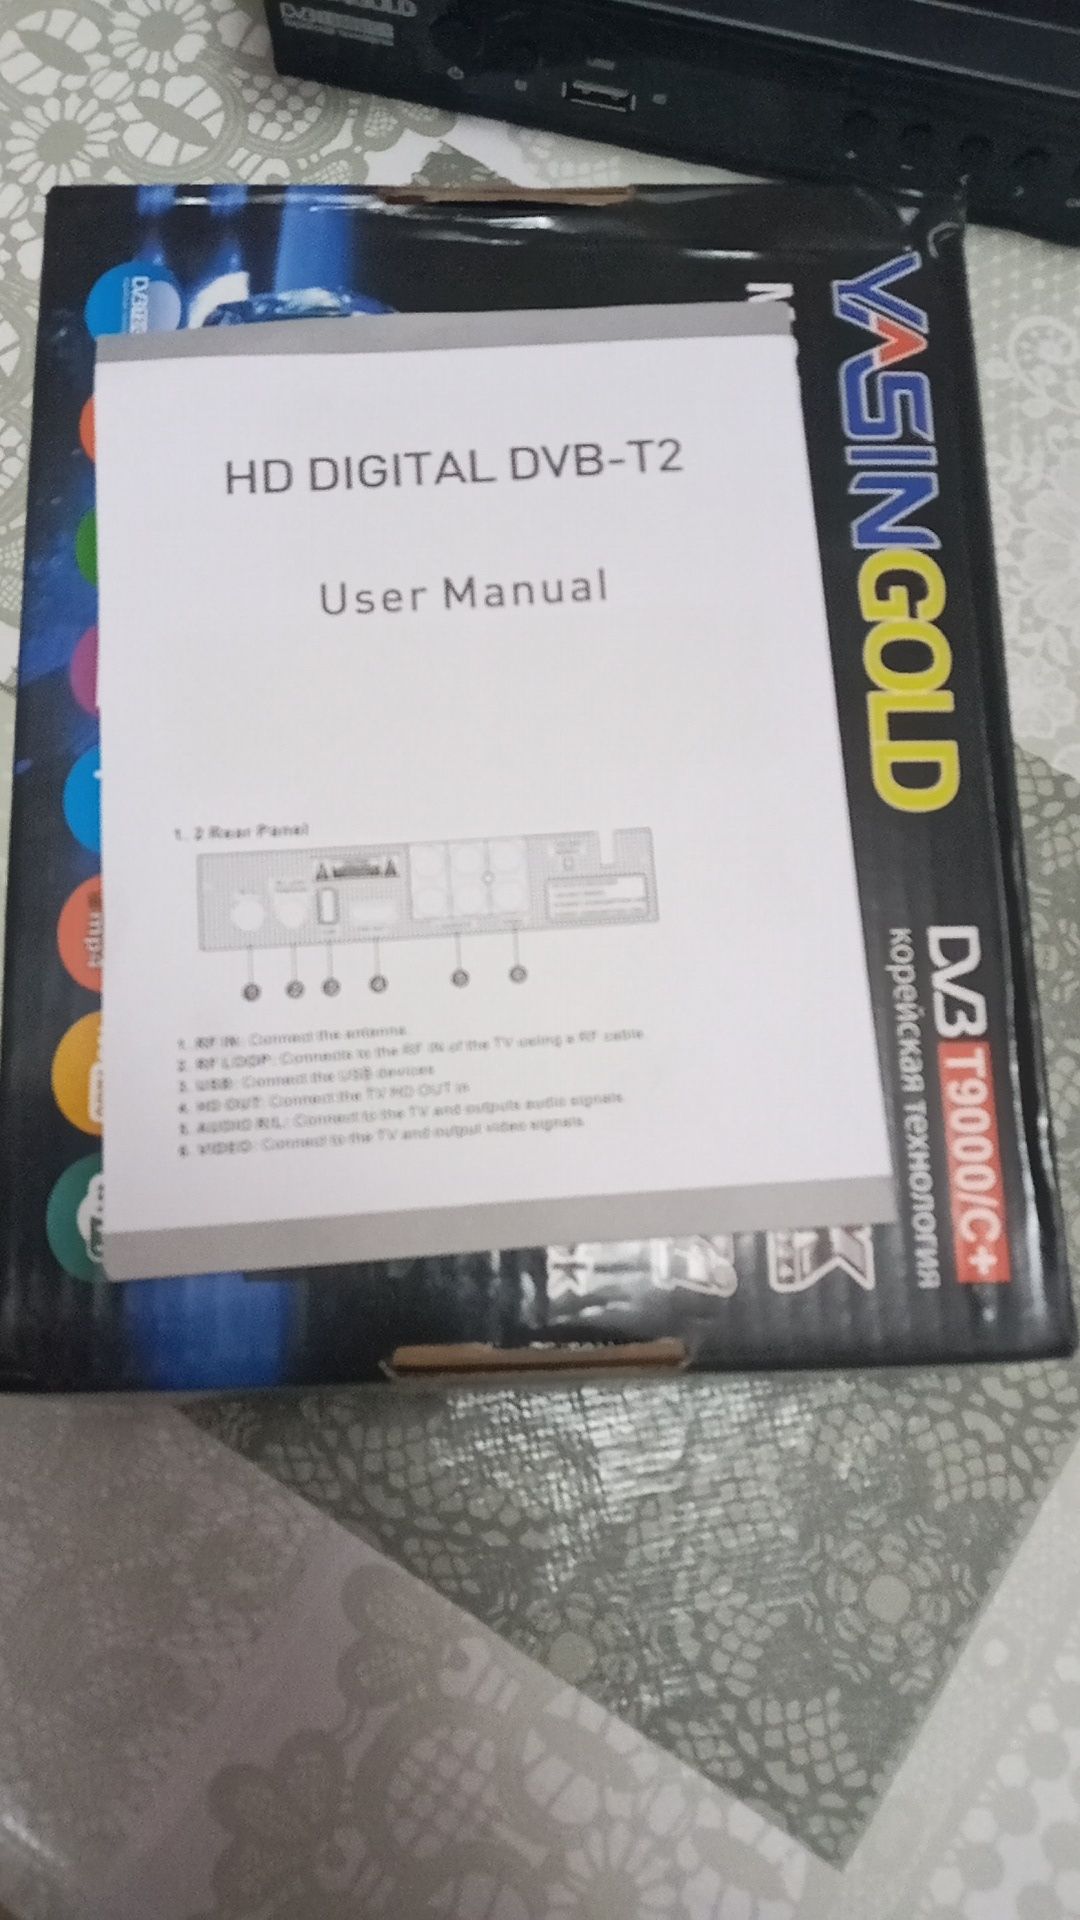 HD DIGITAL DVB-T2
User Manual
1. 2 Rear Panel
1. RF IN: Connect the antenna.
2. RF LOOP: Connects to the RF IN of the TV using a RF cable
3. USB: Connect the USB devices
4. HD OUT: Connect the TV HD OUT in
5. AUDIO R/L: Connect to the TV and outputs audio signals.
6. VIDEO: Connect to the TV and output video signals.
YASIN GOLD
DVB T9000/C+
корейская технология